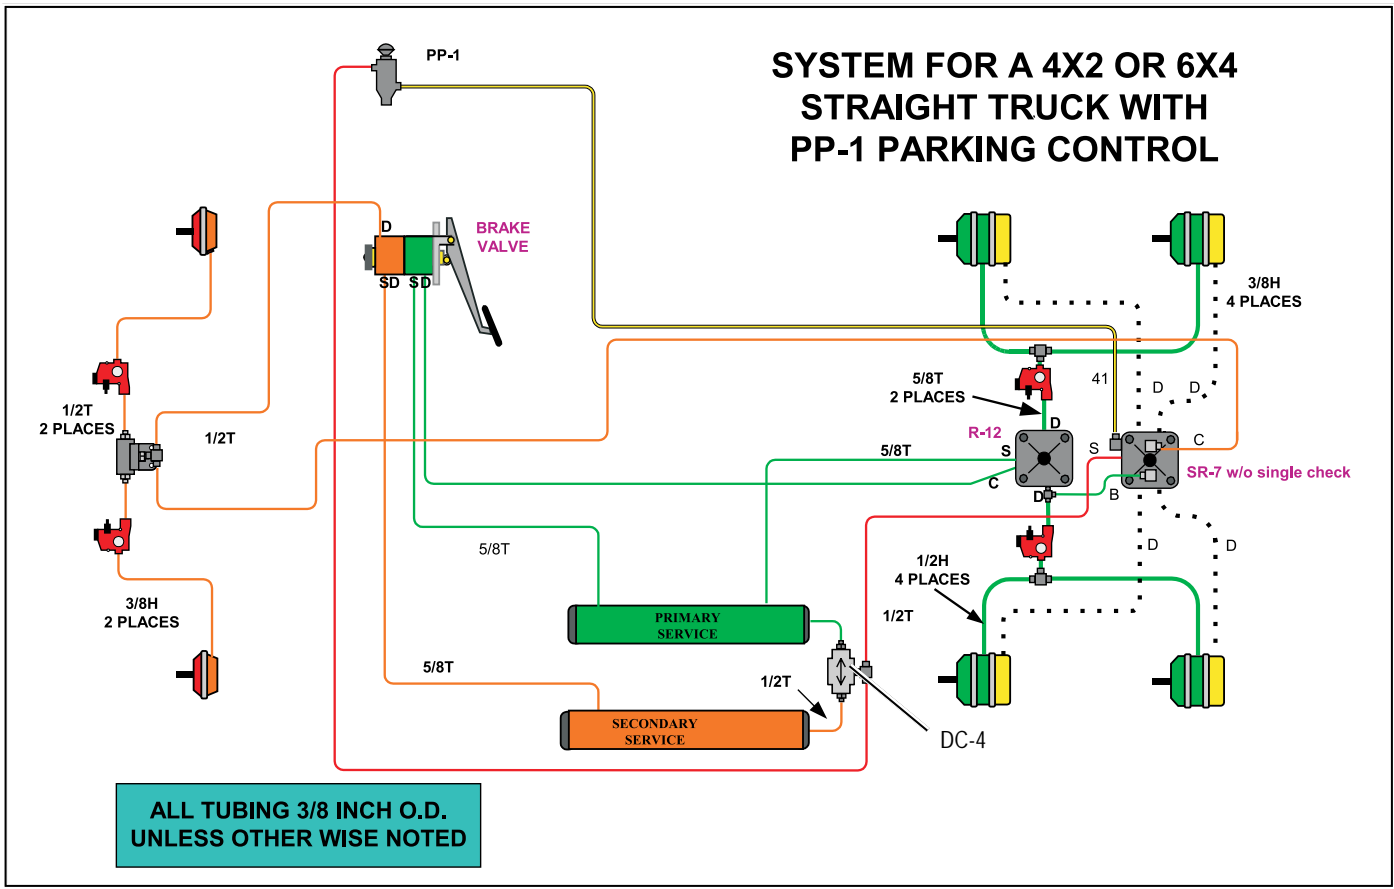 PP-1
SYSTEM FOR A 4X2 OR 6X4
STRAIGHT TRUCK WITH
PP-1 PARKING CONTROL
D
BRAKE
VALVE
S D S D
3/8H
4 PLACES
1/2T
2 PLACES
1/2T
5/8T
2 PLACES
41
D D
D
R-12
S
C
5/8T
S
C
SR-7 w/o single check
D
B
5/8T
D D
1/2H
4 PLACES
1/2T
3/8H
2 PLACES
PRIMARY
SERVICE
5/8T
1/2T
SECONDARY
SERVICE
DC-4
ALL TUBING 3/8 INCH O.D.
UNLESS OTHER WISE NOTED